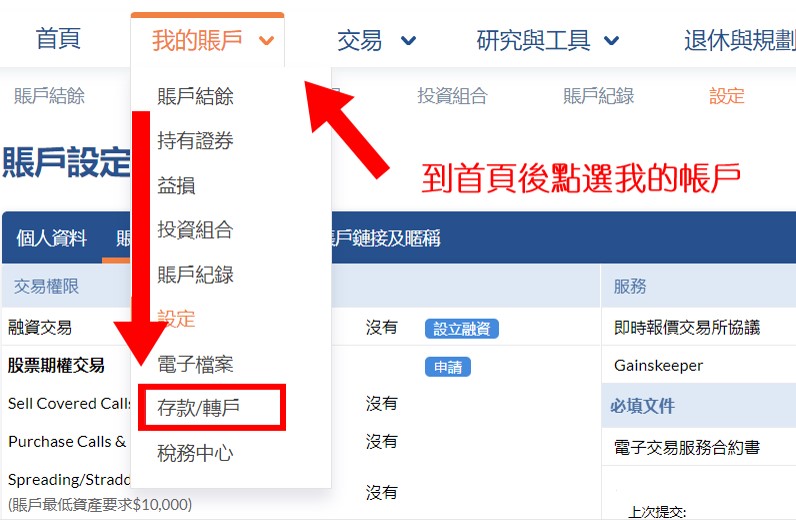 首頁 我的賬戶 交易 研究與工具 退休與規劃
賬戶結餘 投資組合 賬戶紀錄 設定
賬戶結餘
持有證券
益損
投資組合
賬戶紀錄
設定
電子檔案
存款/轉戶
稅務中心
到首頁後點選我的帳戶
賬戶設定
個人資料 賬戶鏈接及暱稱
交易權限
融資交易 沒有 設立融資
股票期權交易 申請
Sell Covered Calls 沒有
Purchase Calls & 沒有
Spreading/Stradd 沒有
(賬戶最低資產要求$10,000)
服務
即時報價交易所協議
Gainskeeper
必填文件
電子交易服務合約書
上次提交: